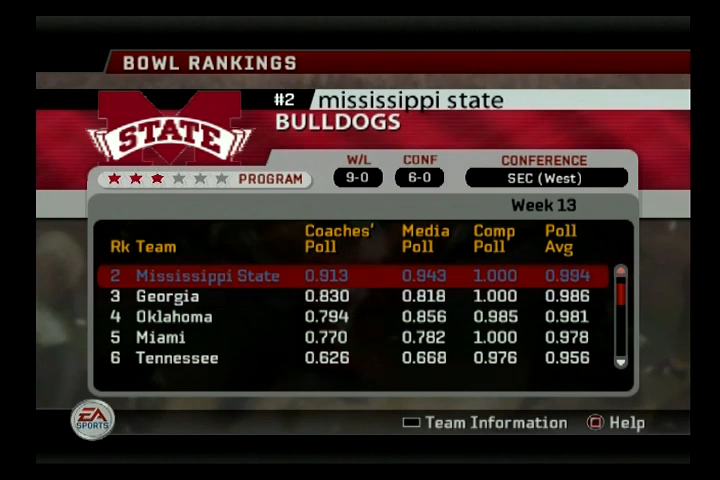 BOWL RANKINGS
#2 mississippi state
BULLDOGS
STATE
W/L CONF CONFERENCE
PROGRAM 9-0 6-0 SEC (West)
Week 13
Rk Team Coaches' Poll Media Poll Comp Poll Poll Avg
2 Mississippi State 0.913 0.943 1.000 0.994
3 Georgia 0.830 0.818 1.000 0.986
4 Oklahoma 0.794 0.856 0.985 0.981
5 Miami 0.770 0.782 1.000 0.978
6 Tennessee 0.626 0.668 0.976 0.956
EA SPORTS
Team Information Help